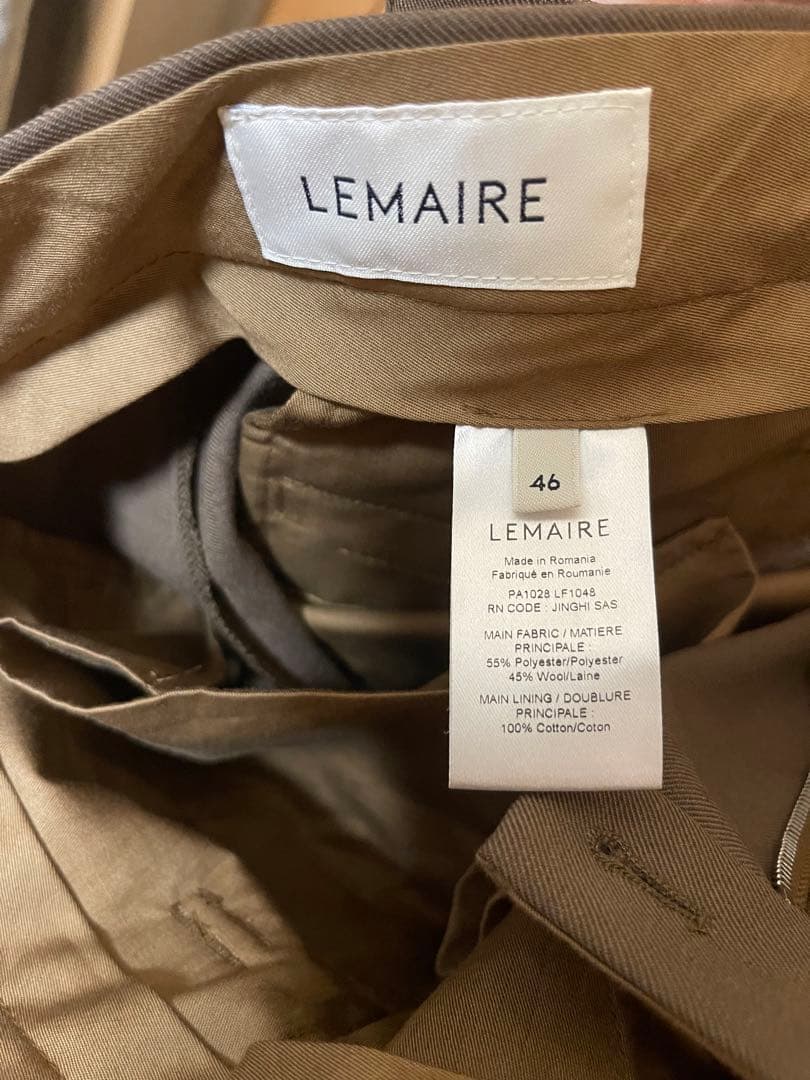 LEMAIRE
46
LEMAIRE
Made in Romania
Fabriqué en Roumanie
PA1028 LF1048
RN CODE : JINGHI SAS
MAIN FABRIC / MATIERE
PRINCIPALE :
55% Polyester/Polyester
45% Wool/Laine
MAIN LINING / DOUBLURE
PRINCIPALE :
100% Cotton/Coton